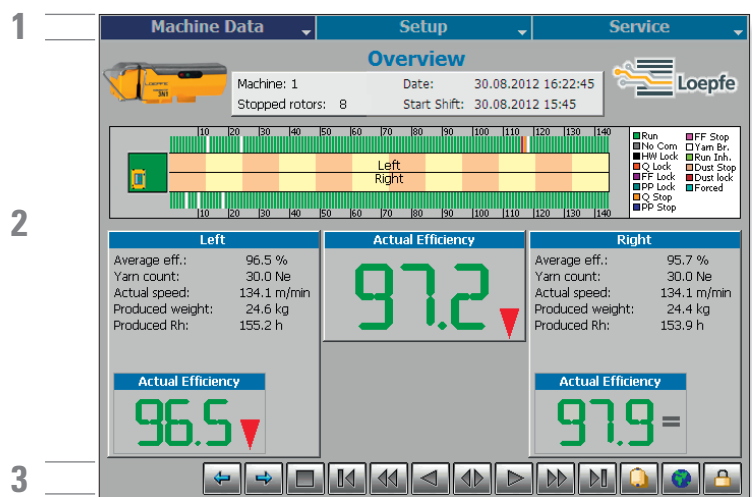 1
Machine Data
Setup
Service
Overview
Machine: 1
Date: 30.08.2012 16:22:45
Stopped rotors: 8
Start Shift: 30.08.2012 15:45
Loepfe
10 20 30 40 50 60 70 80 90 100 110 120 130 140
Left
Right
10 20 30 40 50 60 70 80 90 100 110 120 130 140
Run
No Com
HW Lock
Q Lock
FF Lock
PP Lock
Q Stop
PP Stop
FF Stop
Yarn Br.
Run Inh.
Dust Stop
Dust lock
Forced
2
Left
Average eff.: 96.5 %
Yarn count: 30.0 Ne
Actual speed: 134.1 m/min
Produced weight: 24.6 kg
Produced Rh: 155.2 h
Actual Efficiency
96.5
Actual Efficiency
97.2
Right
Average eff.: 95.7 %
Yarn count: 30.0 Ne
Actual speed: 134.1 m/min
Produced weight: 24.4 kg
Produced Rh: 153.9 h
Actual Efficiency
97.9 =
3